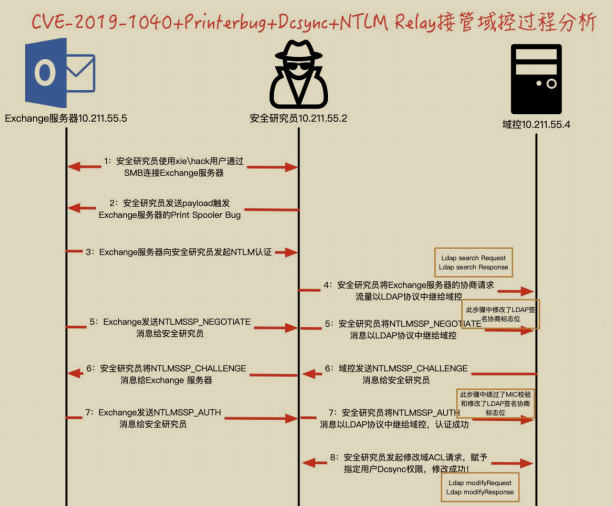 CVE-2019-1040+Printerbug+Dcsync+NTLM Relay接管域控过程分析
Exchange服务器10.211.55.5
安全研究员10.211.55.2
域控10.211.55.4
1：安全研究员使用xie\hack用户通过
SMB连接Exchange服务器
2：安全研究员发送payload触发
Exchange服务器的Print Spooler Bug
3：Exchange服务器向安全研究员发起NTLM认证
Ldap search Request
Ldap search Response
4：安全研究员将Exchange服务器的协商请求
流量以LDAP协议中继给域控
此步骤中修改了LDAP签
名协商标志位
5：Exchange发送NTLMSSP_NEGOTIATE
消息给安全研究员
5：安全研究员将NTLMSSP_NEGOTIATE
消息以LDAP协议中继给域控
6：安全研究员将NTLMSSP_CHALLENGE
消息给Exchange 服务器
6：域控发送NTLMSSP_CHALLENGE
消息给安全研究员
此步骤中绕过了MIC校验
和修改了LDAP签名协商
标志位
7：Exchange发送NTLMSSP_AUTH
消息给安全研究员
7：安全研究员将NTLMSSP_AUTH
消息以LDAP协议中继给域控，认证成功
8：安全研究员发起修改域ACL请求，赋予
指定用户Dcsync权限，修改成功！
Ldap modifyRequest
Ldap modifyResponse